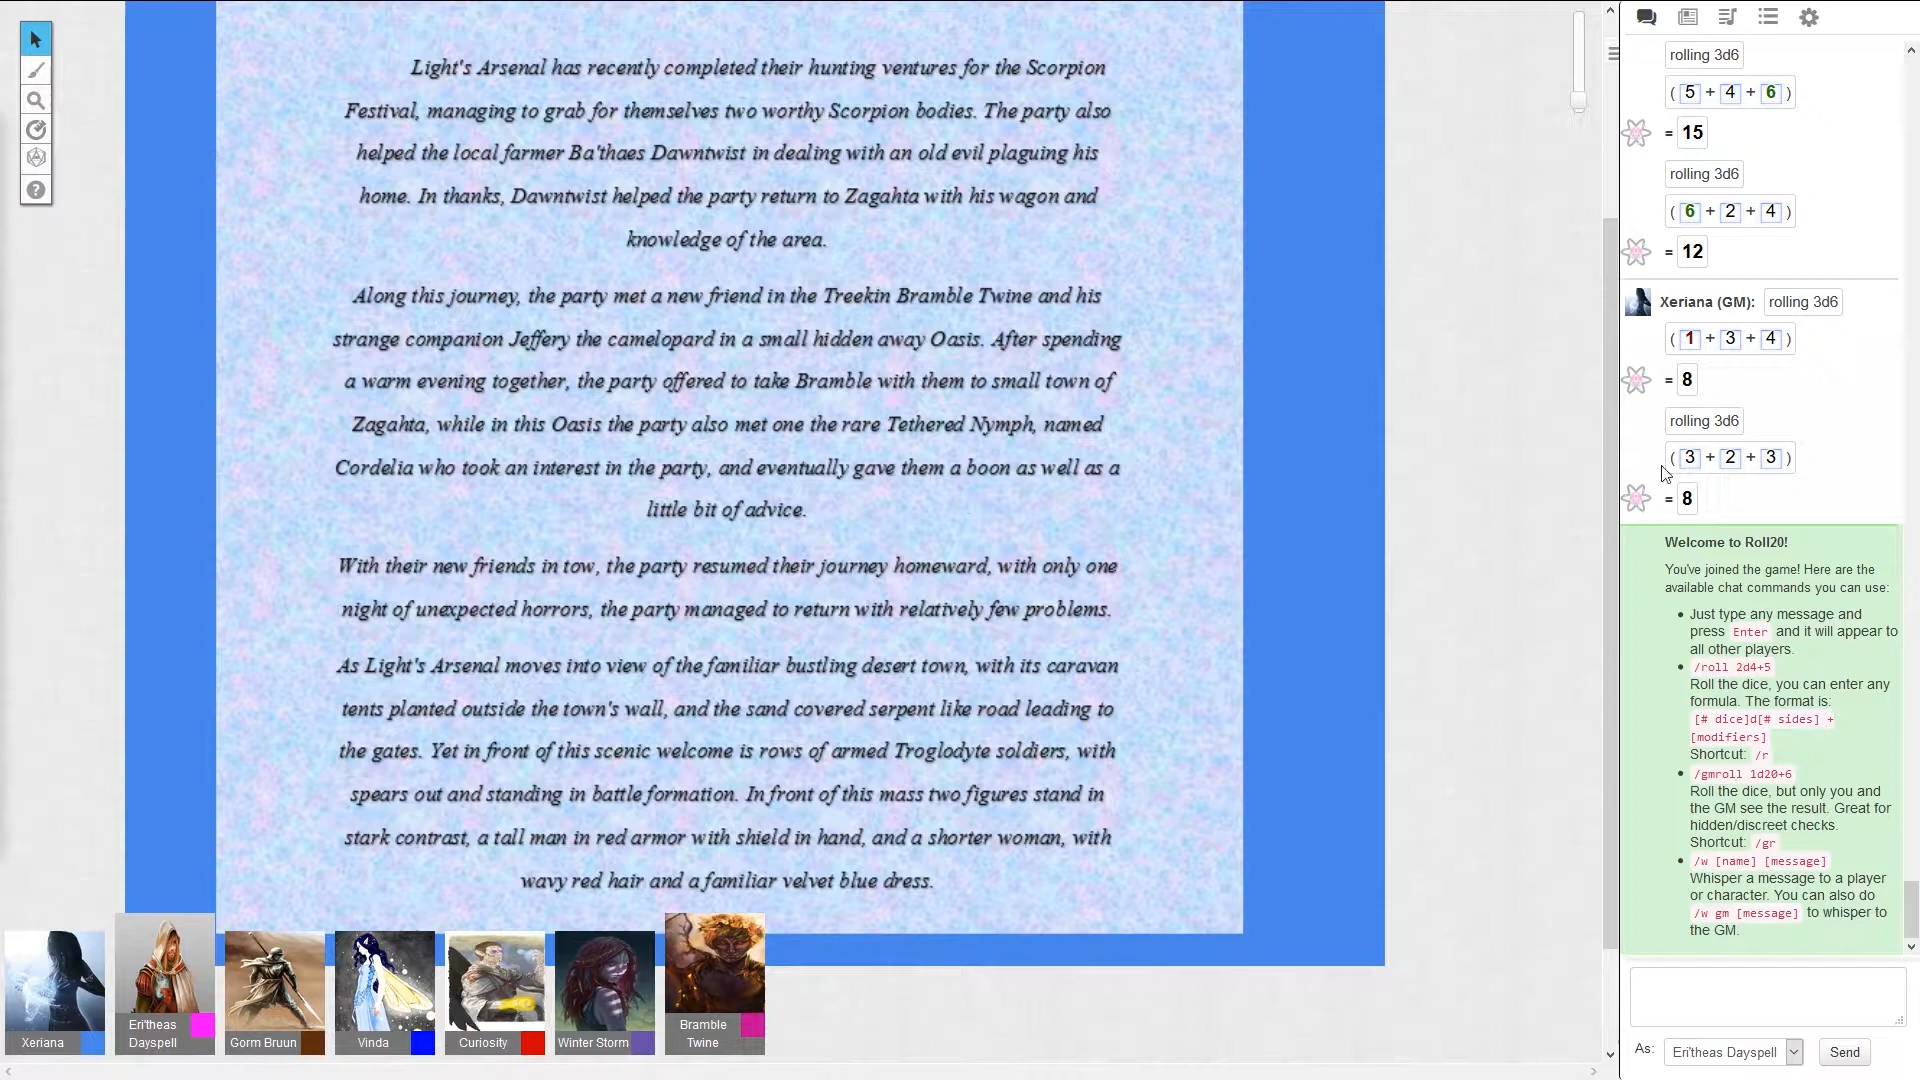 Light's Arsenal has recently completed their hunting ventures for the Scorpion
Festival, managing to grab for themselves two worthy Scorpion bodies. The party also
helped the local farmer Ba'thaes Dawntwist in dealing with an old evil plaguing his
home. In thanks, Dawntwist helped the party return to Zagahta with his wagon and
knowledge of the area.
Along this journey, the party met a new friend in the Treekin Bramble Twine and his
strange companion Jeffery the camelopard in a small hidden away Oasis. After spending
a warm evening together, the party offered to take Bramble with them to small town of
Zagahta, while in this Oasis the party also met one the rare Tethered Nymph, named
Cordelia who took an interest in the party, and eventually gave them a boon as well as a
little bit of advice.
With their new friends in tow, the party resumed their journey homeward, with only one
night of unexpected horrors, the party managed to return with relatively few problems.
As Light's Arsenal moves into view of the familiar bustling desert town, with its caravan
tents planted outside the town's wall, and the sand covered serpent like road leading to
the gates. Yet in front of this scenic welcome is rows of armed Troglodyte soldiers, with
spears out and standing in battle formation. In front of this mass two figures stand in
stark contrast, a tall man in red armor with shield in hand, and a shorter woman, with
wavy red hair and a familiar velvet blue dress.
Xeriana
Eri'theas
Dayspell
Gorm Bruun
Vinda
Curiosity
Winter Storm
Bramble
Twine
rolling 3d6
( 5 + 4 + 6 )
= 15
rolling 3d6
( 6 + 2 + 4 )
= 12
Xeriana (GM): rolling 3d6
( 1 + 3 + 4 )
= 8
rolling 3d6
( 3 + 2 + 3 )
= 8
Welcome to Roll20!
You've joined the game! Here are the
available chat commands you can use:
• Just type any message and
press Enter and it will appear to
all other players.
• /roll 2d4+5
Roll the dice, you can enter any
formula. The format is:
[# dice]d[# sides] +
[modifiers]
Shortcut: /r
• /gmroll 1d20+6
Roll the dice, but only you and
the GM see the result. Great for
hidden/discreet checks.
Shortcut: /gr
• /w [name] [message]
Whisper a message to a player
or character. You can also do
/w gm [message] to whisper to
the GM.
As: Eri'theas Dayspell Send